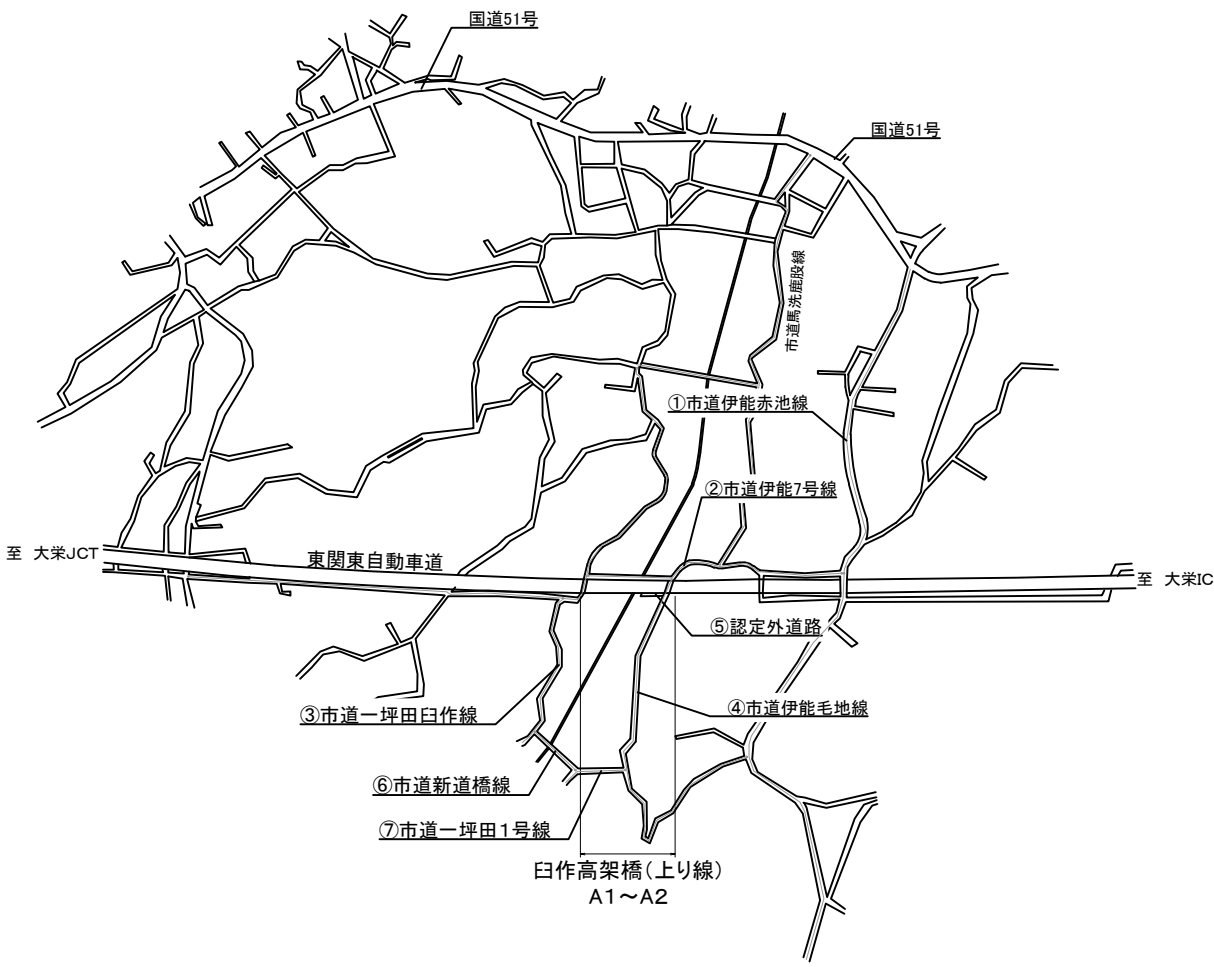 国道51号
国道51号
市道馬洗鹿股線
①市道伊能赤池線
②市道伊能7号線
至 大栄JCT
東関東自動車道
至 大栄IC
⑤認定外道路
③市道一坪田臼作線
④市道伊能毛地線
⑥市道新道橋線
⑦市道一坪田1号線
臼作高架橋(上り線)
A1～A2